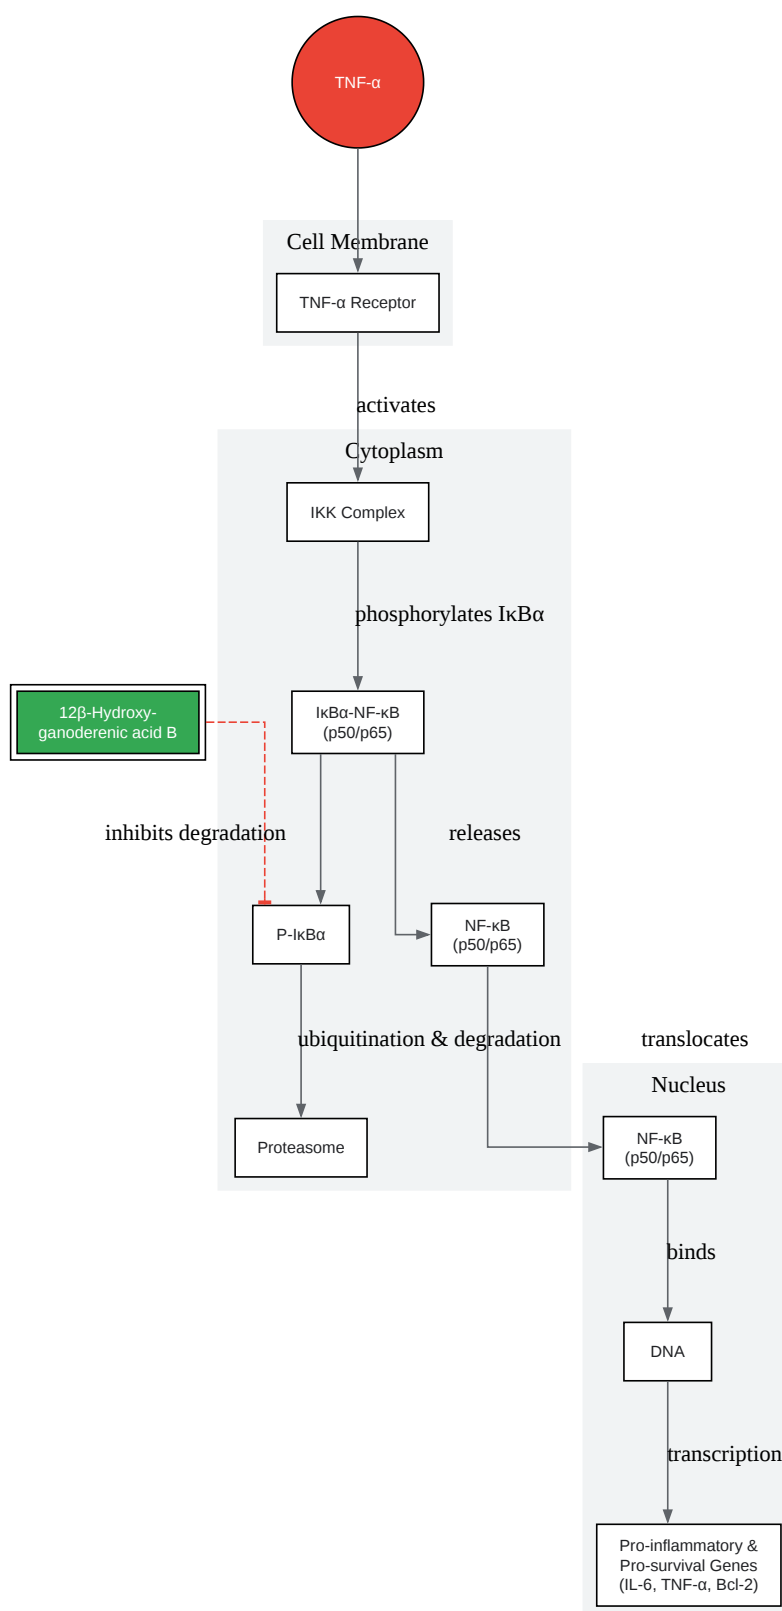 TNF-α
Cell Membrane
TNF-α Receptor
activates
Cytoplasm
IKK Complex
phosphorylates IκBα
12β-Hydroxy-
ganoderenic acid B
IκBα-NF-κB
(p50/p65)
inhibits degradation
releases
P-IκBα
NF-κB
(p50/p65)
ubiquitination & degradation
translocates
Nucleus
Proteasome
NF-κB
(p50/p65)
binds
DNA
transcription
Pro-inflammatory &
Pro-survival Genes
(IL-6, TNF-α, Bcl-2)